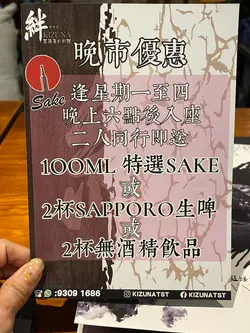 絆...
KIZUNA
晚市優惠
Sake
逢星期一至四
晚上六點後入座
二人同行即送
100ML 特選SAKE
或
2杯SAPPORO生啤
或
2杯無酒精飲品
:9309 1686
KIZUNATST
KIZUNATST